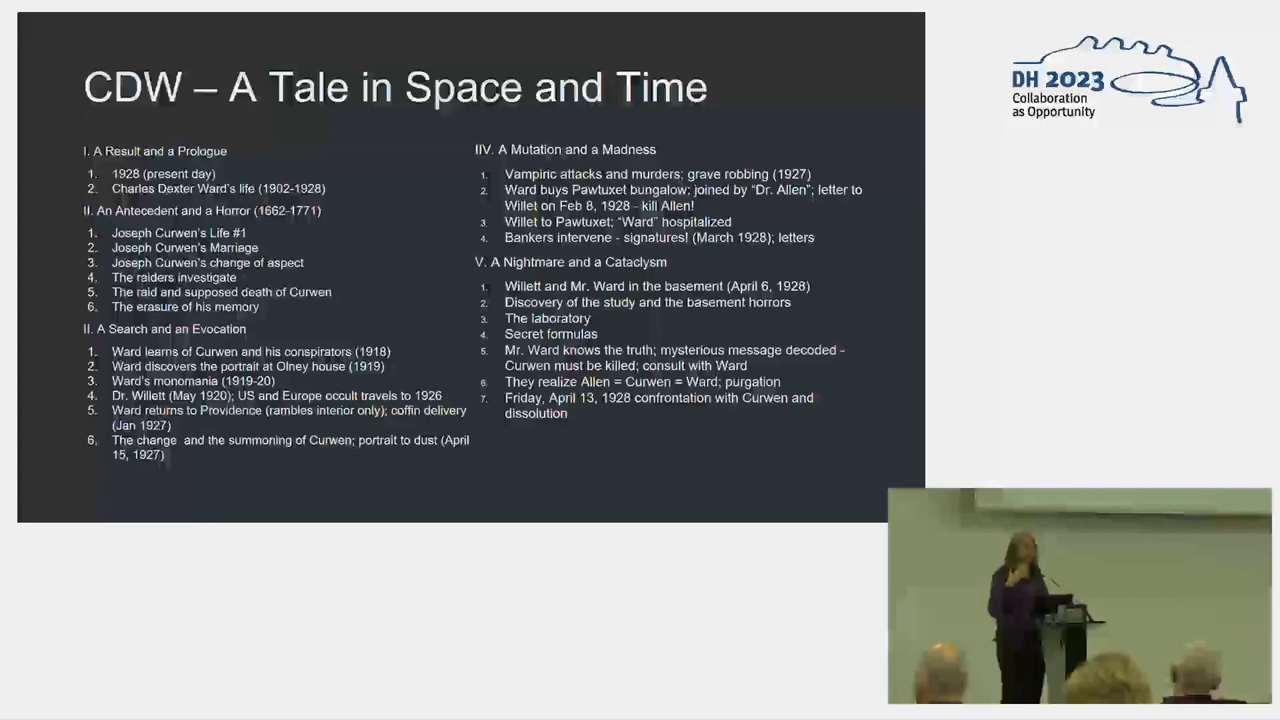 CDW – A Tale in Space and Time
I. A Result and a Prologue
1. 1928 (present day)
2. Charles Dexter Ward's life (1902-1928)
II. An Antecedent and a Horror (1662-1771)
1. Joseph Curwen's Life #1
2. Joseph Curwen's Marriage
3. Joseph Curwen's change of aspect
4. The raiders investigate
5. The raid and supposed death of Curwen
6. The erasure of his memory
II. A Search and an Evocation
1. Ward learns of Curwen and his conspirators (1918)
2. Ward discovers the portrait at Olney house (1919)
3. Ward's monomania (1919-20)
4. Dr. Willett (May 1920); US and Europe occult travels to 1926
5. Ward returns to Providence (rambles interior only); coffin delivery
(Jan 1927)
6. The change and the summoning of Curwen; portrait to dust (April
15, 1927)
IIV. A Mutation and a Madness
1. Vampiric attacks and murders; grave robbing (1927)
2. Ward buys Pawtuxet bungalow; joined by "Dr. Allen"; letter to
Willet on Feb 8, 1928 - kill Allen!
3. Willet to Pawtuxet; "Ward" hospitalized
4. Bankers intervene - signatures! (March 1928); letters
V. A Nightmare and a Cataclysm
1. Willett and Mr. Ward in the basement (April 6, 1928)
2. Discovery of the study and the basement horrors
3. The laboratory
4. Secret formulas
5. Mr. Ward knows the truth; mysterious message decoded -
Curwen must be killed; consult with Ward
6. They realize Allen = Curwen = Ward; purgation
7. Friday, April 13, 1928 confrontation with Curwen and
dissolution
DH 2023
Collaboration
as Opportunity